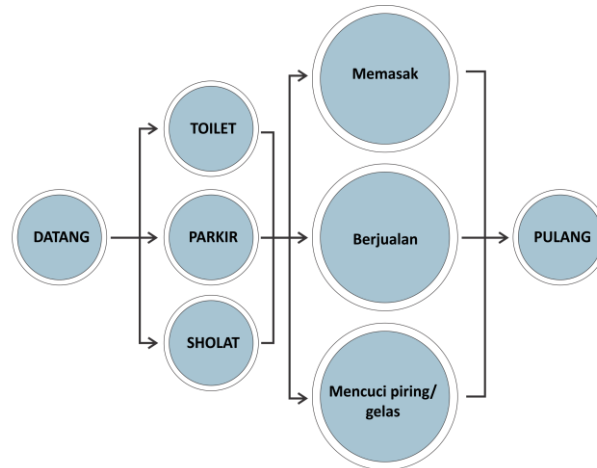 DATANG
TOILET
PARKIR
SHOLAT
Memasak
Berjualan
Mencuci piring/
gelas
PULANG